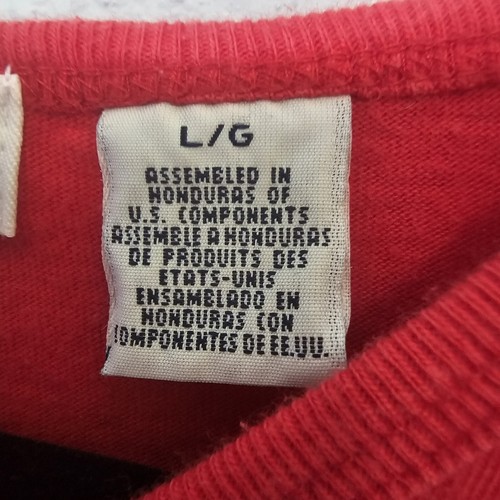 L/G
ASSEMBLED IN
HONDURAS OF
U.S. COMPONENTS
ASSEMBLE A HONDURAS
DE PRODUITS DES
ETATS-UNIS
ENSAMBLADO EN
HONDURAS CON
COMPONENTES DE EE.UU.